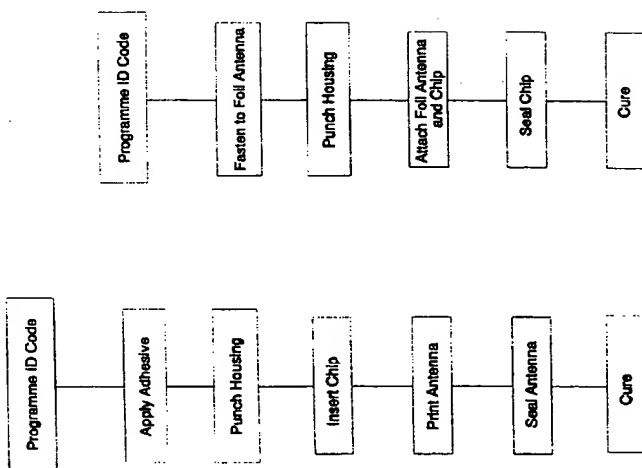 Programme ID Code
Apply Adhesive
Punch Housing
Insert Chip
Print Antenna
Seal Antenna
Cure
Programme ID Code
Fasten to Foil Antenna
Punch Housing
Attach Foil Antenna
and Chip
Seal Chip
Cure